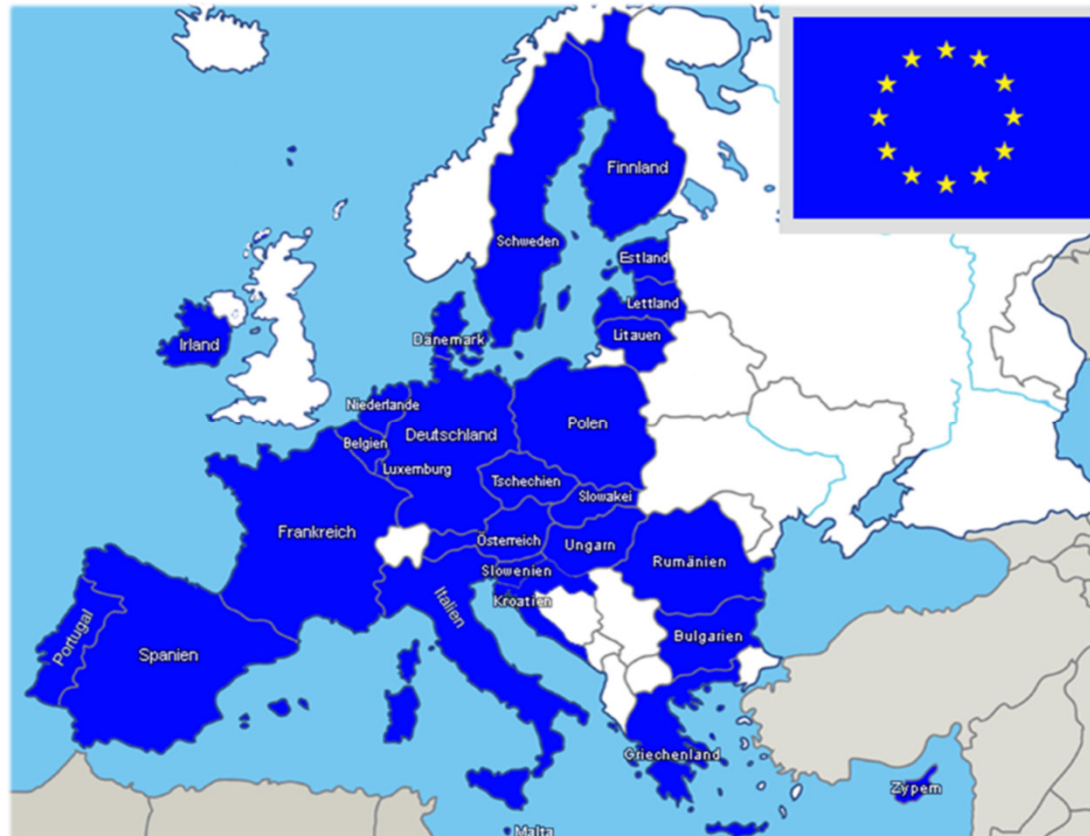 Finnland
Schweden
Estland
Lettland
Dänemark
Litauen
Irland
Niederlande
Deutschland
Polen
Belgien
Luxemburg
Tschechien
Slowakei
Frankreich
Österreich
Ungarn
Rumänien
Slowenien
Kroatien
Italien
Portugal
Spanien
Bulgarien
Griechenland
Zypern
Malta